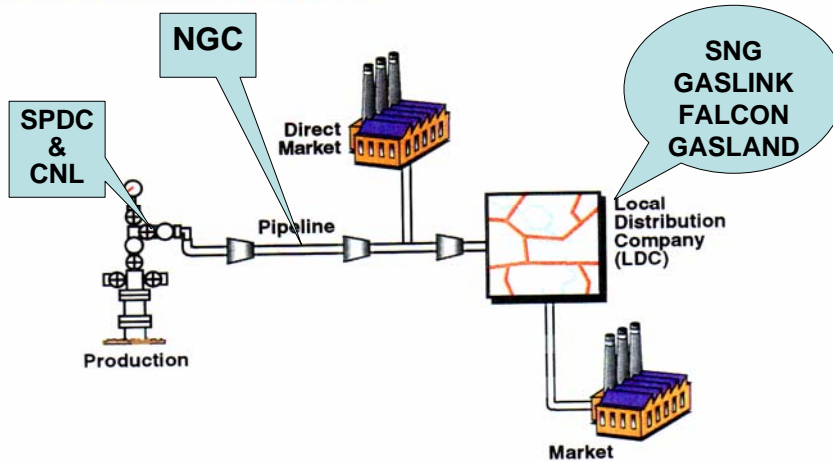 NGC
SNG
GASLINK
FALCON
GASLAND
SPDC
&
CNL
Direct
Market
Pipeline
Local
Distribution
Company
(LDC)
Production
Market